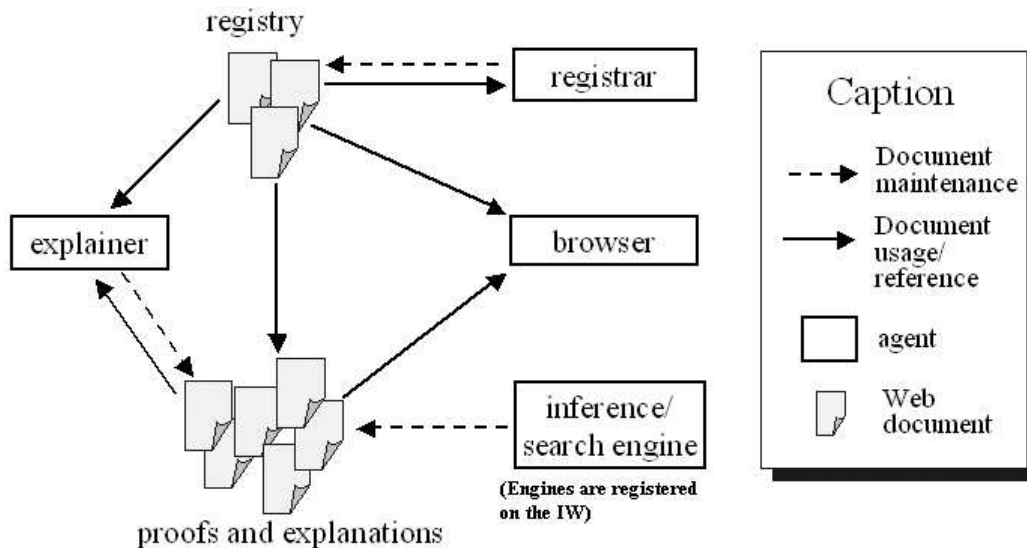 registry
registrar
explainer
browser
inference/
search engine
(Engines are registered
on the IW)
proofs and explanations
Caption
Document
maintenance
Document
usage/
reference
agent
Web
document